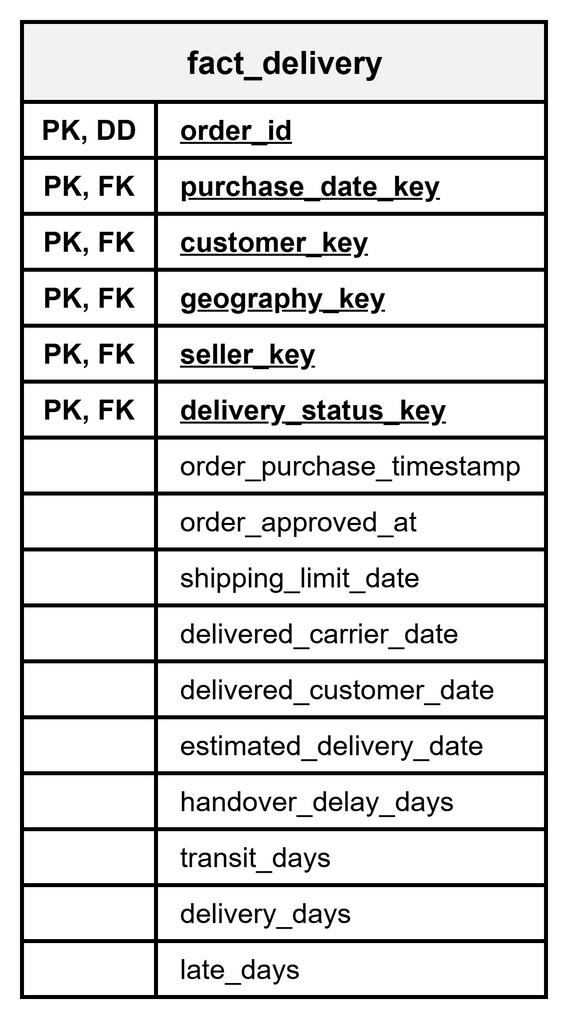 fact_delivery
PK, DD order_id
PK, FK purchase_date_key
PK, FK customer_key
PK, FK geography_key
PK, FK seller_key
PK, FK delivery_status_key
order_purchase_timestamp
order_approved_at
shipping_limit_date
delivered_carrier_date
delivered_customer_date
estimated_delivery_date
handover_delay_days
transit_days
delivery_days
late_days